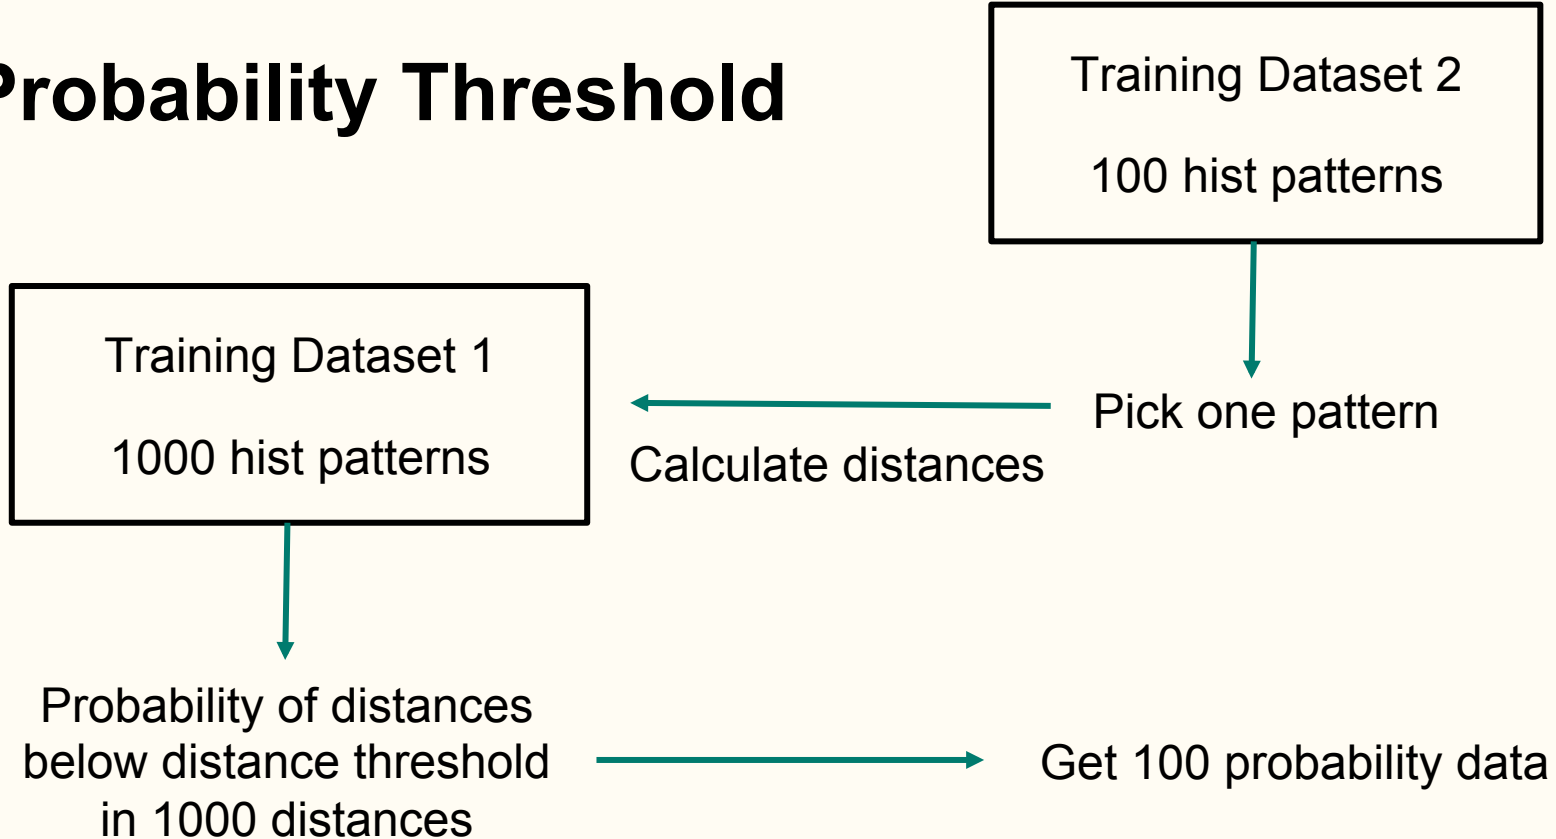 Probability Threshold
Training Dataset 2
100 hist patterns
Training Dataset 1
1000 hist patterns
Pick one pattern
Calculate distances
Probability of distances
below distance threshold
in 1000 distances
Get 100 probability data